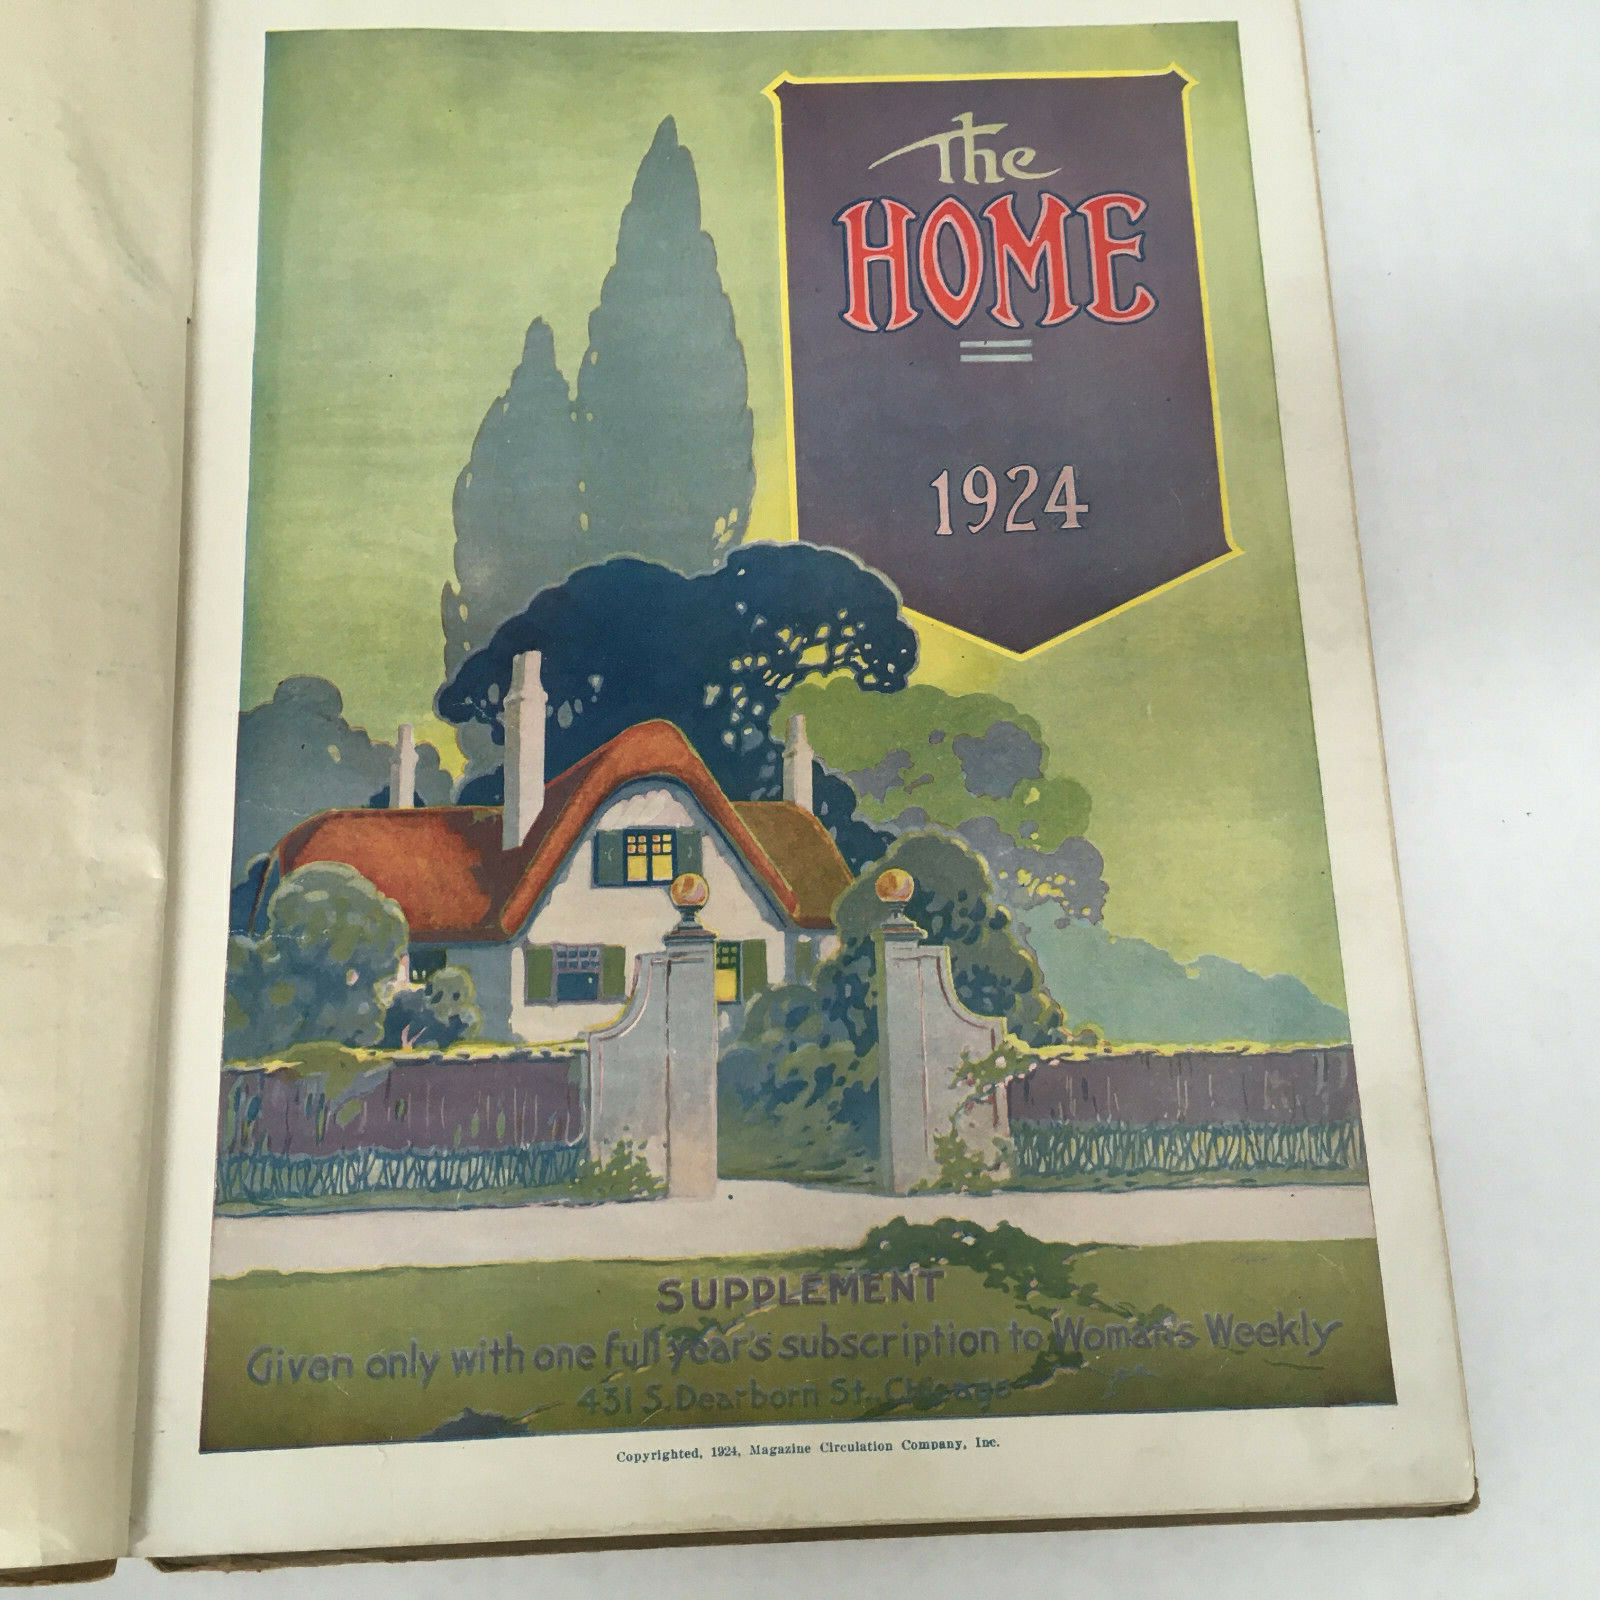 The
HOME
1924
SUPPLEMENT
Given only with one full year's subscription to Woman's Weekly
431 S. Dearborn St., Chicago
Copyrighted, 1924, Magazine Circulation Company, Inc.